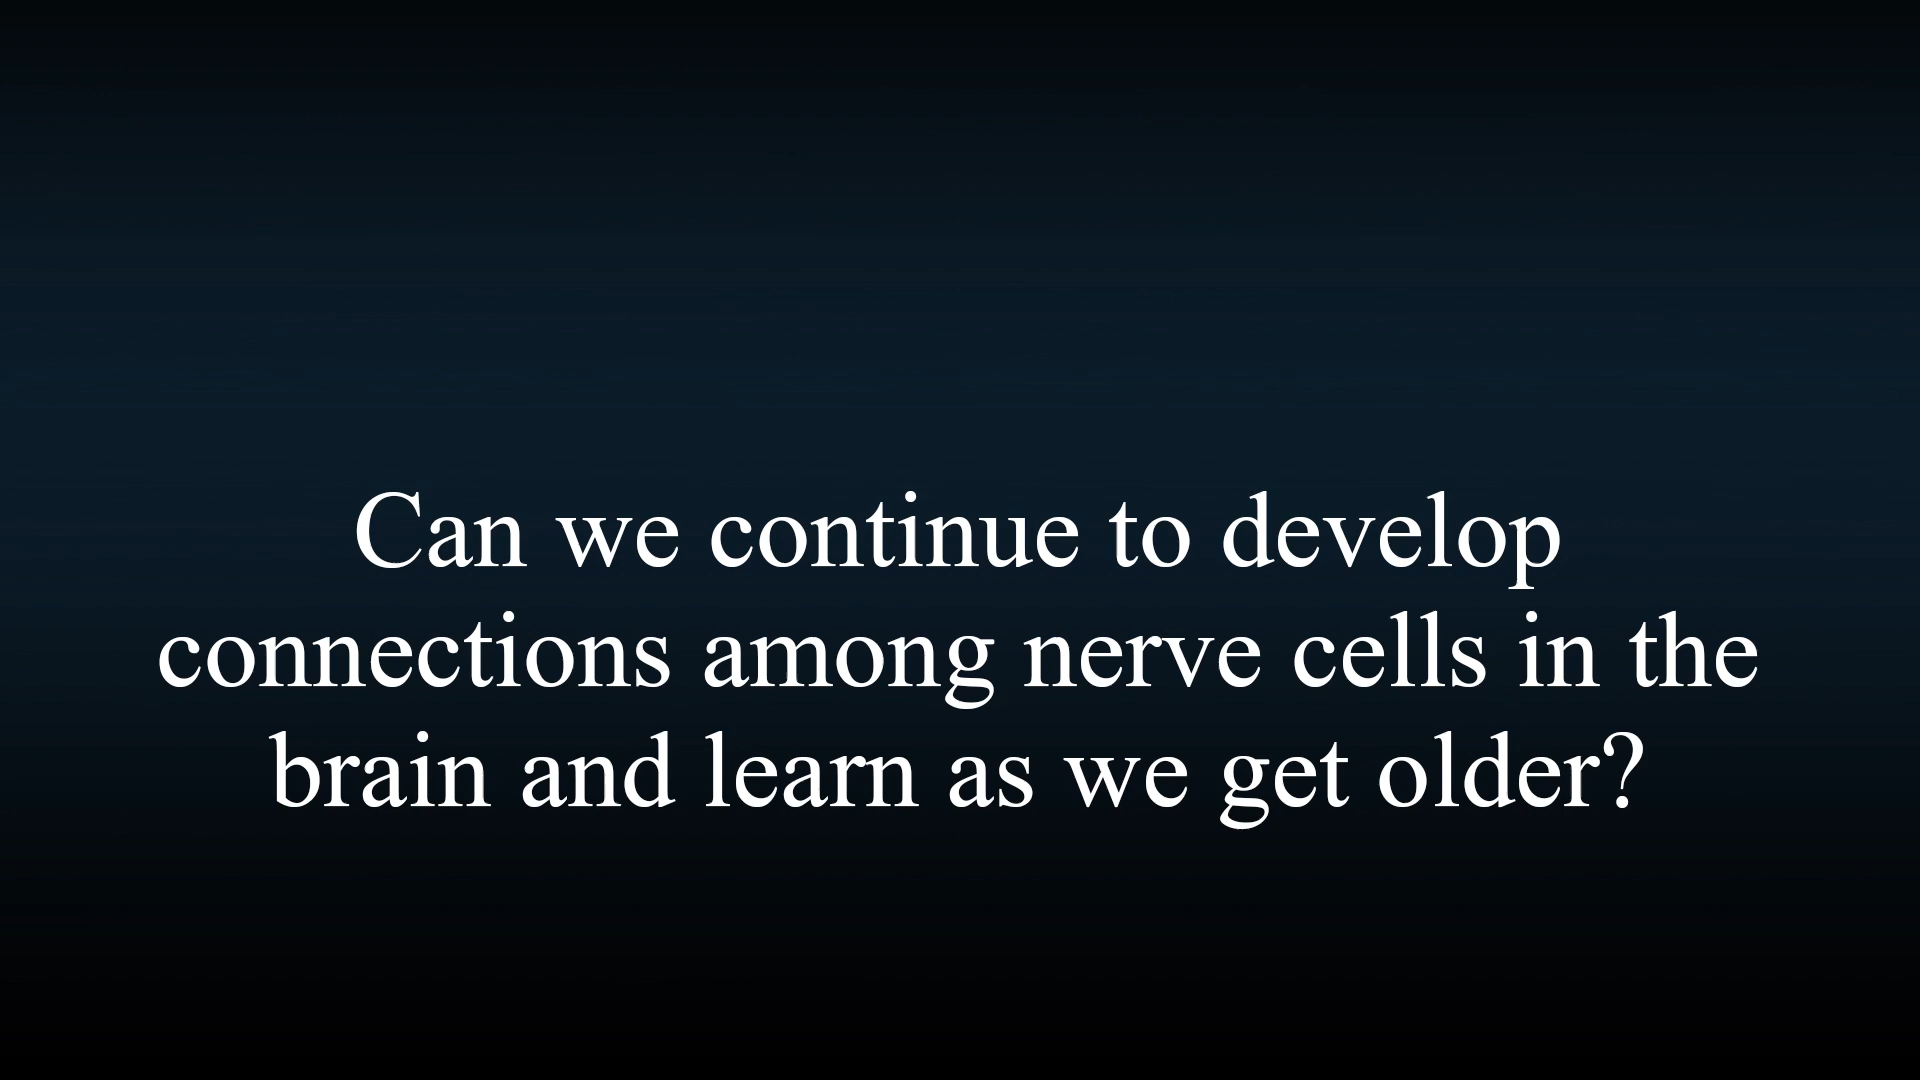 Can we continue to develop
connections among nerve cells in the
brain and learn as we get older?